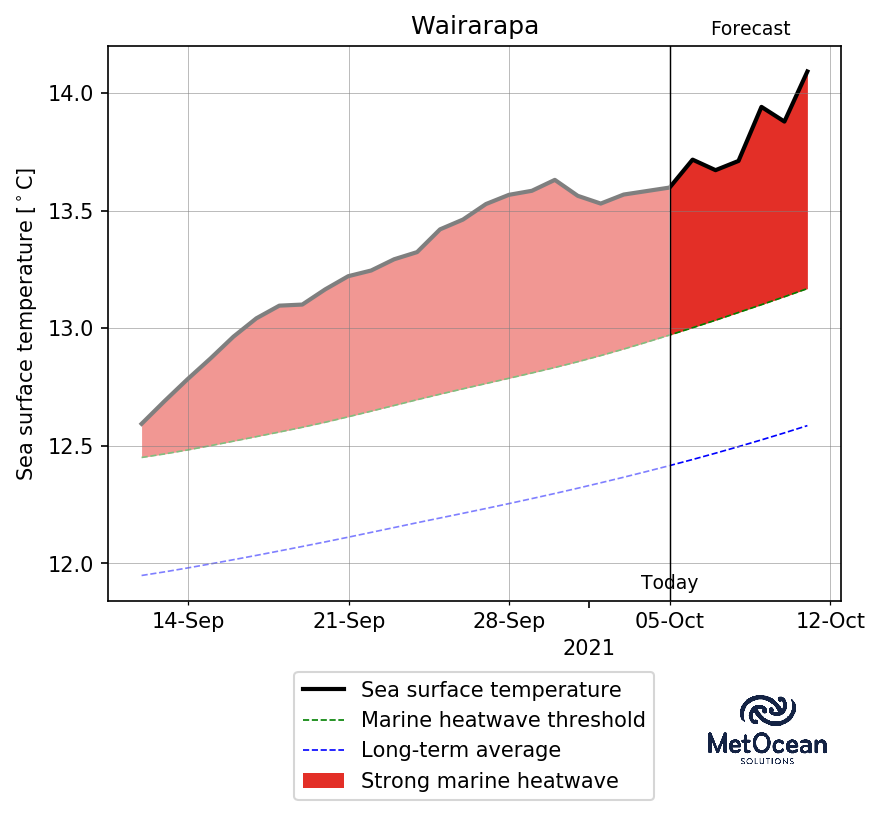 Wairarapa
Forecast
Sea surface temperature [°C]
14.0
13.5
13.0
12.5
12.0
Today
14-Sep 21-Sep 28-Sep 05-Oct 12-Oct
2021
Sea surface temperature
Marine heatwave threshold
Long-term average
Strong marine heatwave
MetOcean
SOLUTIONS